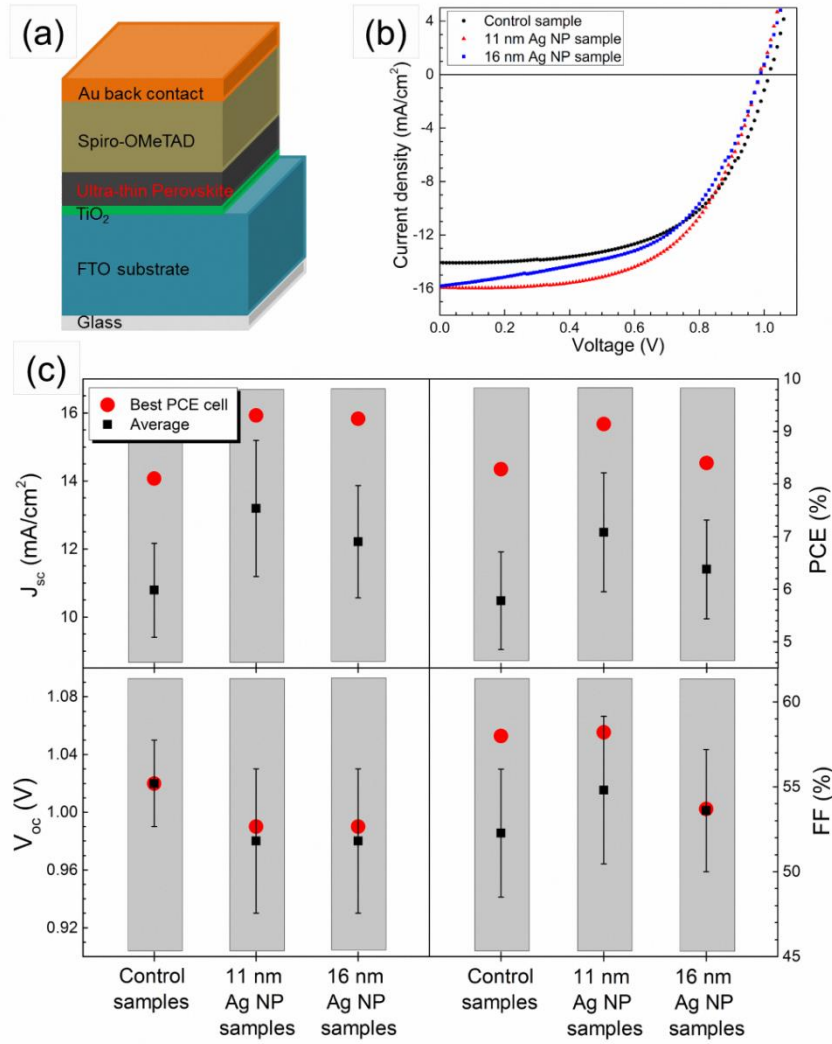 (a)
Au back contact
Spiro-OMeTAD
Ultra-thin Perovskite
TiO₂
FTO substrate
Glass
(b)
Control sample
11 nm Ag NP sample
16 nm Ag NP sample
Current density (mA/cm²)
4
0
-4
-8
-12
-16
0.0 0.2 0.4 0.6 0.8 1.0
Voltage (V)
(c)
Best PCE cell
Average
J_sc (mA/cm²)
16
14
12
10
PCE (%)
10
9
8
7
6
5
V_oc (V)
1.08
1.04
1.00
0.96
0.92
FF (%)
60
55
50
45
Control
samples
11 nm
Ag NP
samples
16 nm
Ag NP
samples
Control
samples
11 nm
Ag NP
samples
16 nm
Ag NP
samples